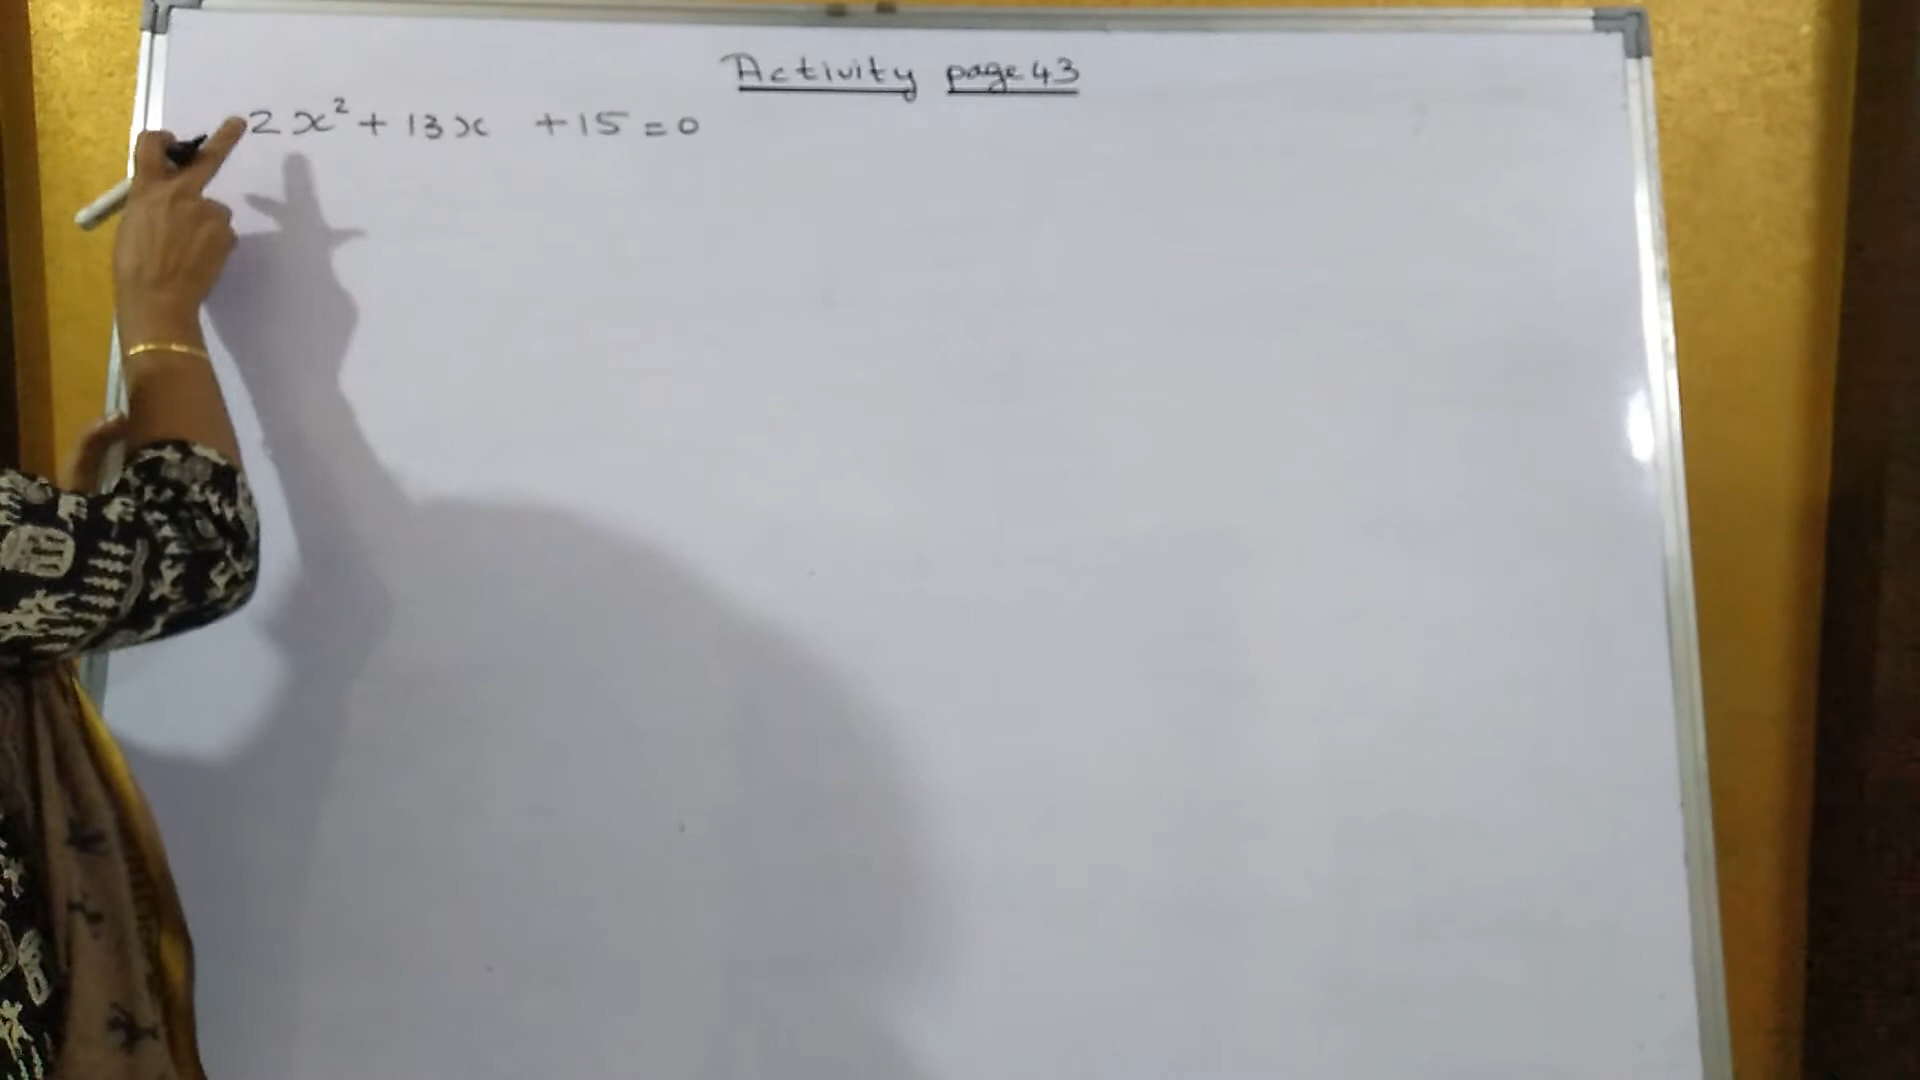 Activity page 43
2x² + 13x + 15 = 0